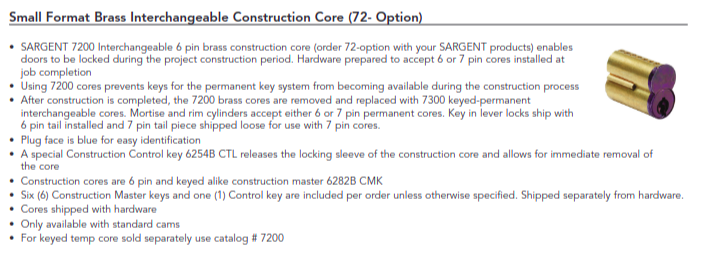 Small Format Brass Interchangeable Construction Core (72- Option)
• SARGENT 7200 Interchangeable 6 pin brass construction core (order 72-option with your SARGENT products) enables
doors to be locked during the project construction period. Hardware prepared to accept 6 or 7 pin cores installed at
job completion
• Using 7200 cores prevents keys for the permanent key system from becoming available during the construction process
• After construction is completed, the 7200 brass cores are removed and replaced with 7300 keyed-permanent
interchangeable cores. Mortise and rim cylinders accept either 6 or 7 pin permanent cores. Key in lever locks ship with
6 pin tail installed and 7 pin tail piece shipped loose for use with 7 pin cores.
• Plug face is blue for easy identification
• A special Construction Control key 6254B CTL releases the locking sleeve of the construction core and allows for immediate removal of
the core
• Construction cores are 6 pin and keyed alike construction master 6282B CMK
• Six (6) Construction Master keys and one (1) Control key are included per order unless otherwise specified. Shipped separately from hardware.
• Cores shipped with hardware
• Only available with standard cams
• For keyed temp core sold separately use catalog # 7200